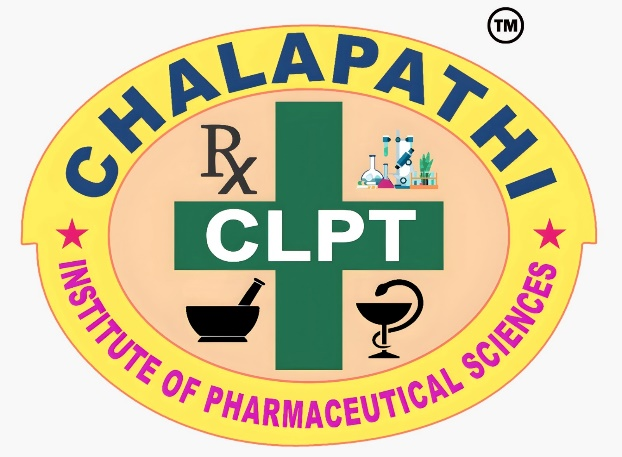 TM
CHALAPATHI
Rx
CLPT
INSTITUTE OF PHARMACEUTICAL SCIENCES